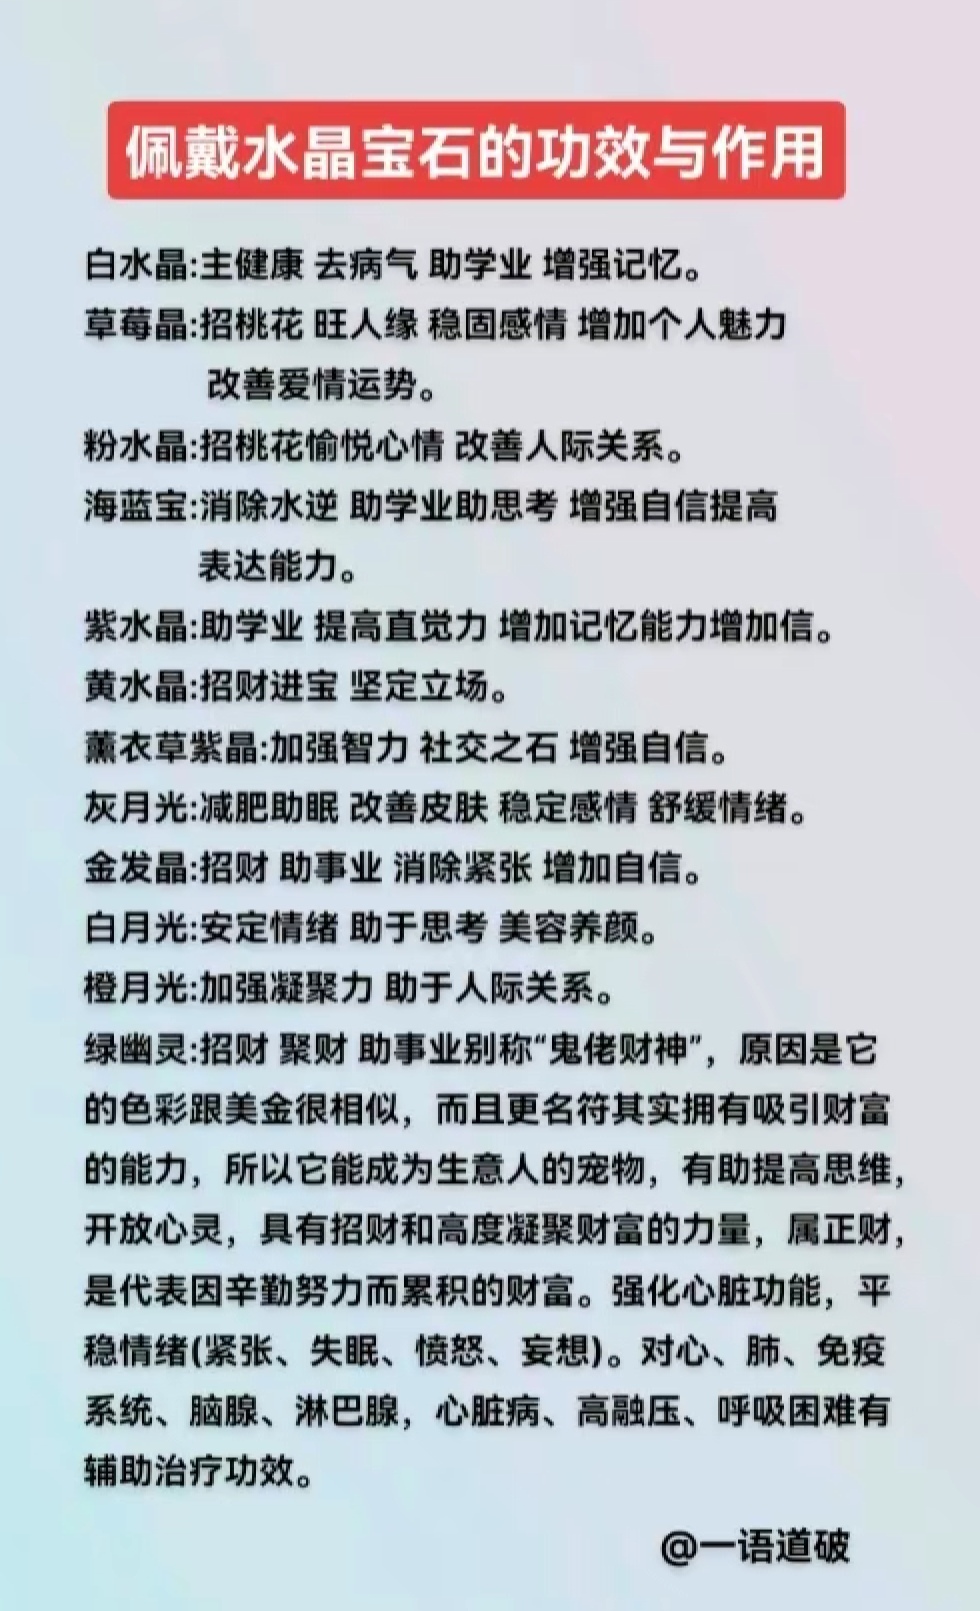 佩戴水晶宝石的功效与作用
白水晶:主健康 去病气 助学业 增强记忆。
草莓晶:招桃花 旺人缘 稳固感情 增加个人魅力
改善爱情运势。
粉水晶:招桃花愉悦心情 改善人际关系。
海蓝宝:消除水逆 助学业助思考 增强自信提高
表达能力。
紫水晶:助学业 提高直觉力 增加记忆能力增加信。
黄水晶:招财进宝 坚定立场。
薰衣草紫晶:加强智力 社交之石 增强自信。
灰月光:减肥助眠 改善皮肤 稳定感情 舒缓情绪。
金发晶:招财 助事业 消除紧张 增加自信。
白月光:安定情绪 助于思考 美容养颜。
橙月光:加强凝聚力 助于人际关系。
绿幽灵:招财 聚财 助事业别称“鬼佬财神”，原因是它
的色彩跟美金很相似，而且更名符其实拥有吸引财富
的能力，所以它能成为生意人的宠物，有助提高思维，
开放心灵，具有招财和高度凝聚财富的力量，属正财，
是代表因辛勤努力而累积的财富。强化心脏功能，平
稳情绪(紧张、失眠、愤怒、妄想)。对心、肺、免疫
系统、脑腺、淋巴腺，心脏病、高融压、呼吸困难有
辅助治疗功效。
@一语道破